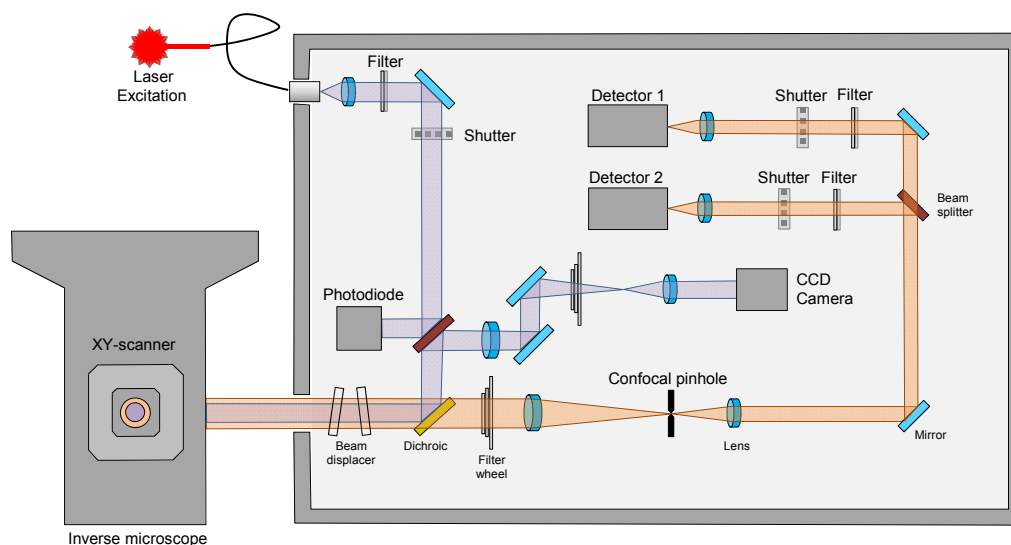 Laser
Excitation
Filter
Shutter
Detector 1
Shutter
Filter
Detector 2
Shutter
Filter
Beam
splitter
CCD
Camera
Photodiode
XY-scanner
Confocal pinhole
Beam
displacer
Dichroic
Filter
wheel
Lens
Mirror
Inverse microscope